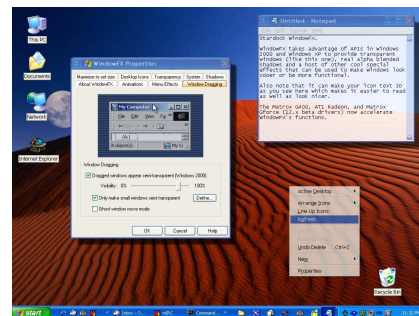 This PC
Documents
Network
Internet Explorer
WindowFX Properties
Maximize to set size
Desktop Icons
Transparency
System
Shadows
About WindowFX
Animations
Menu Effects
Window Dragging
My Computer
File
Edit
View
Fa
(A:)
8 object(s)
My C
Window Dragging
Dragged windows appear semi-transparent (Windows 2000)
Visibility
0%
100%
Only make small windows semi-transparent
Define...
Ghost window move mode
OK
Cancel
Help
Untitled - Notepad
Stardock WindowFX.
WindowFX takes advantage of APIs in Windows
2000 and Windows XP to provide transparent
windows (like this one), real alpha blended
shadows and a host of other cool special
effects that can be used to make Windows look
cooler or be more functional.
Also note that it can make your icon text ID
as you see here which makes it easier to read
as well as look nicer.
The Matrox G400, ATI Radeon, and Matrox
GForce (12.x beta drivers) now accelerate
WindowFX's functions.
Active Desktop
Arrange Icons
Line Up Icons
Refresh
Undo Delete
Ctrl+Z
New
Properties
Recycle Bin
start
Inbox - O...
mIRC
Command ...